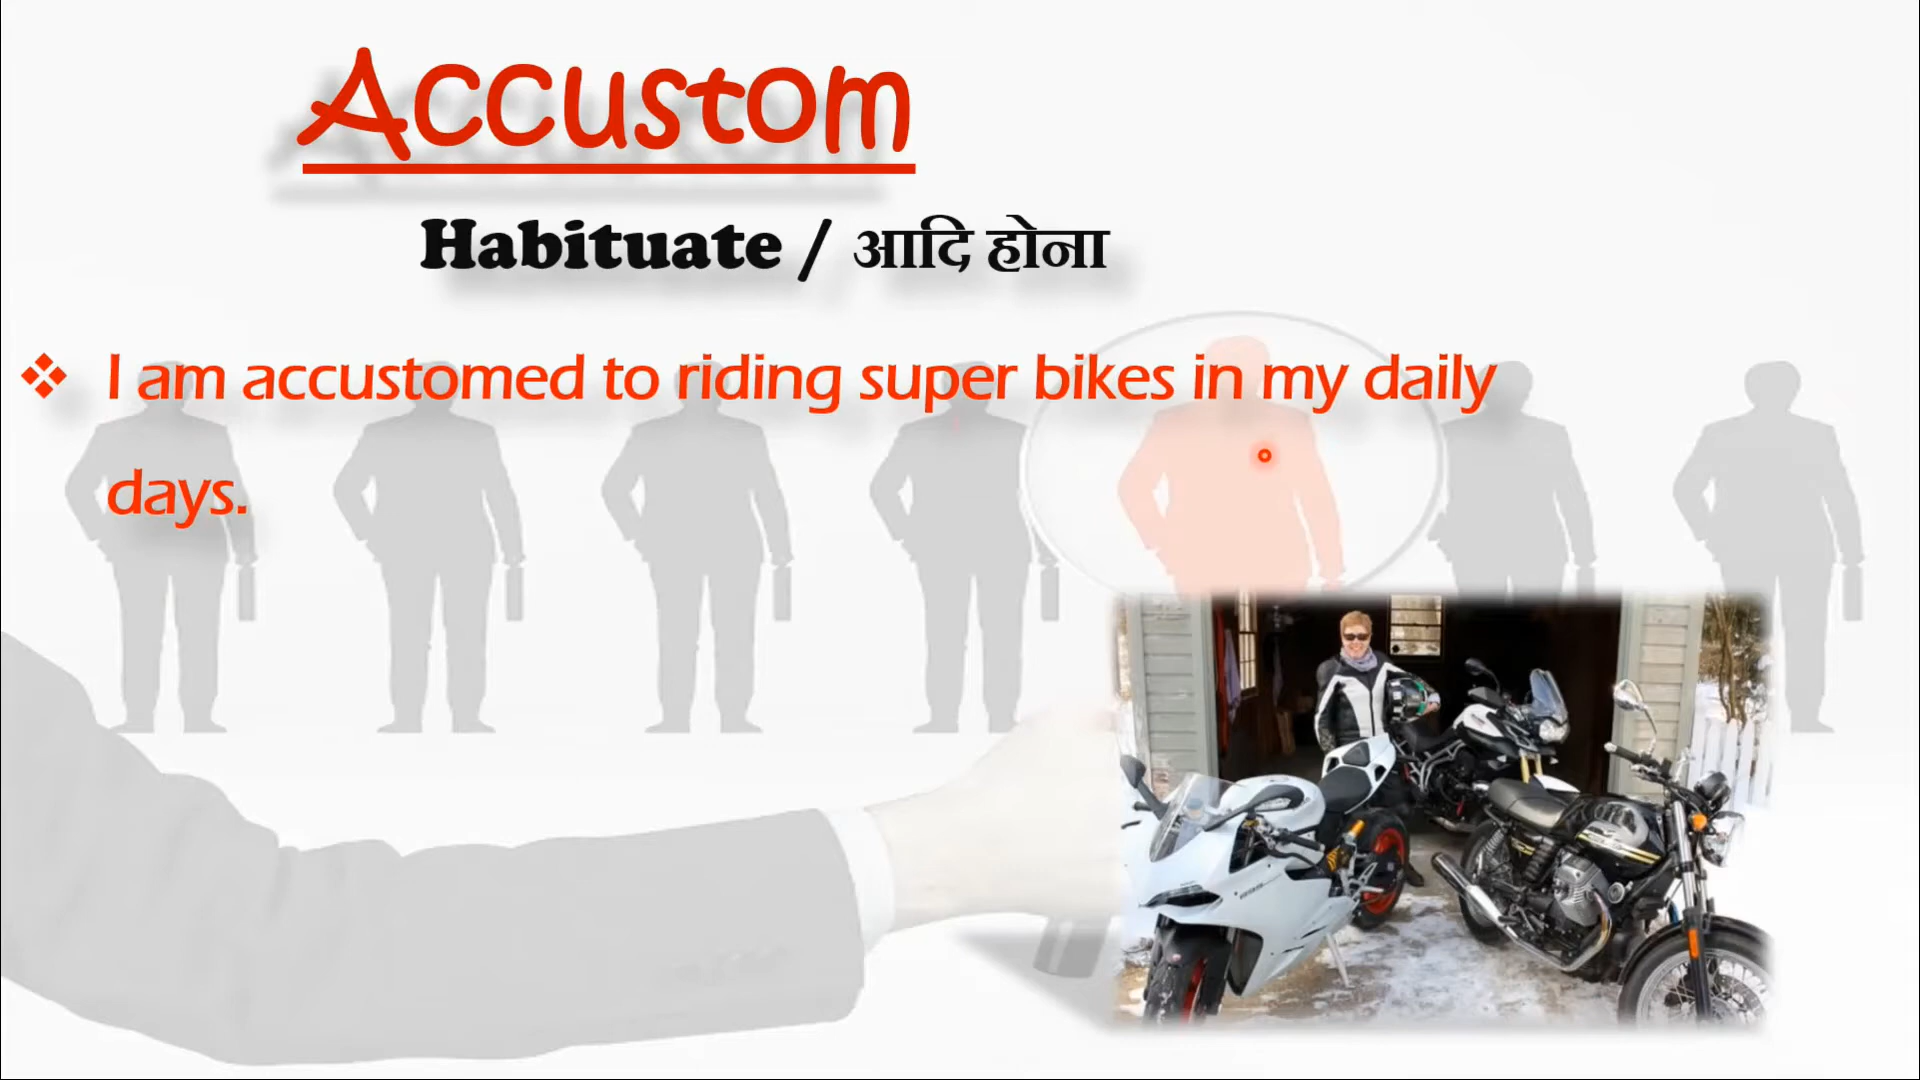 Accustom
Habituate / आदि होना
❖ I am accustomed to riding super bikes in my daily
days.